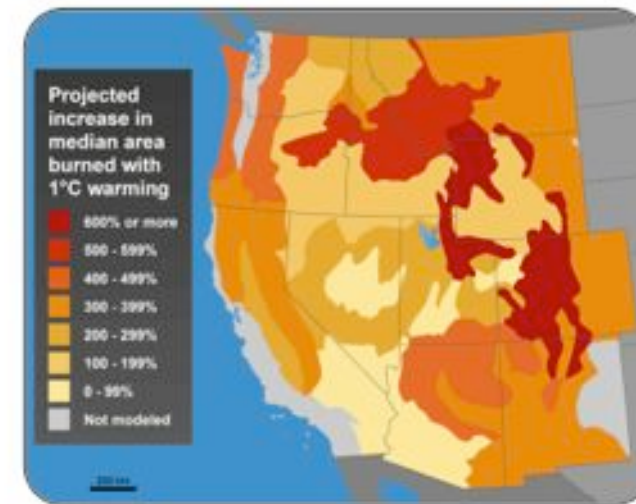 Projected
increase in
median area
burned with
1°C warming
600% or more
500 - 599%
400 - 499%
300 - 399%
200 - 299%
100 - 199%
0 - 99%
Not modeled